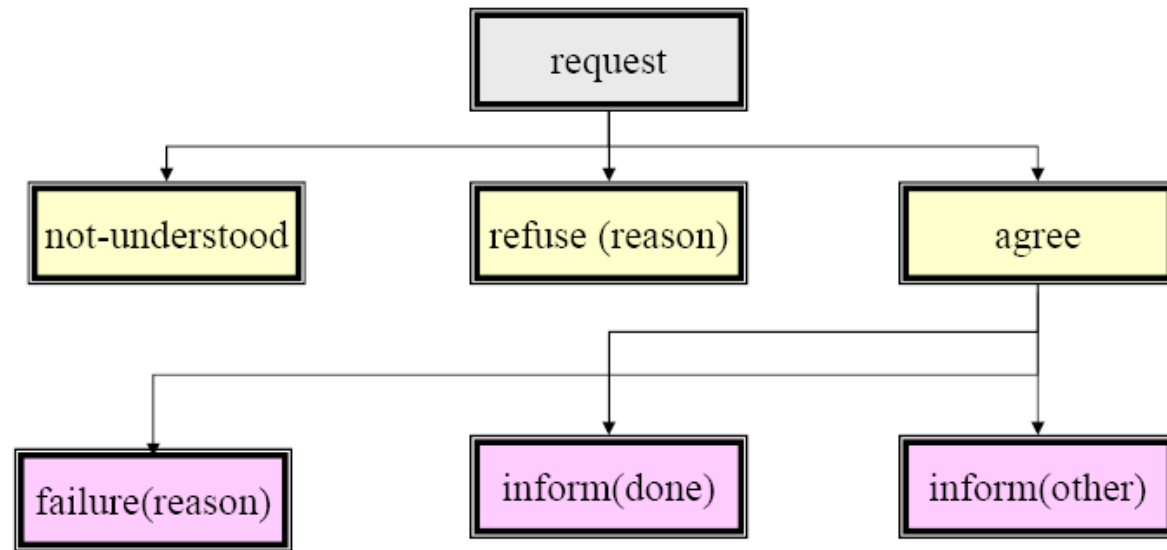 request
not-understood
refuse (reason)
agree
failure(reason)
inform(done)
inform(other)